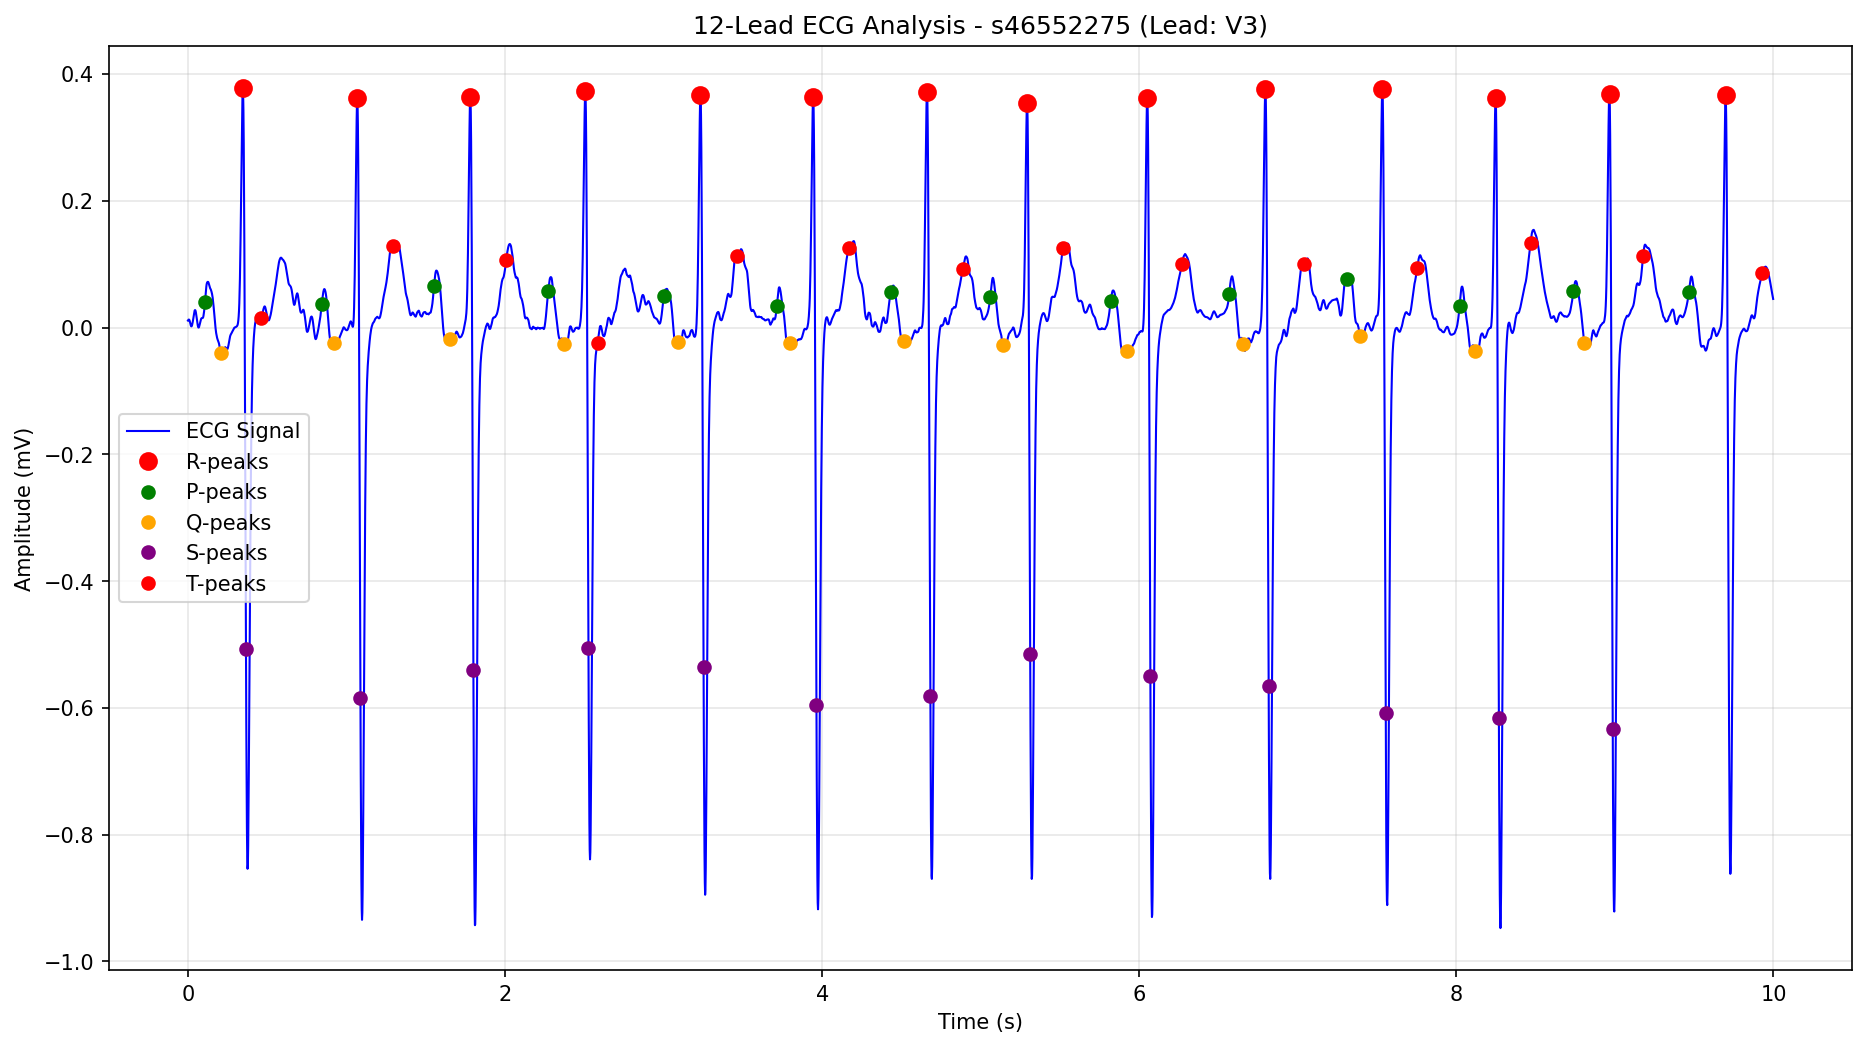 12-Lead ECG Analysis - s46552275 (Lead: V3)
Amplitude (mV)
0.4
0.2
0.0
−0.2
−0.4
−0.6
−0.8
−1.0
ECG Signal
R-peaks
P-peaks
Q-peaks
S-peaks
T-peaks
0 2 4 6 8 10
Time (s)